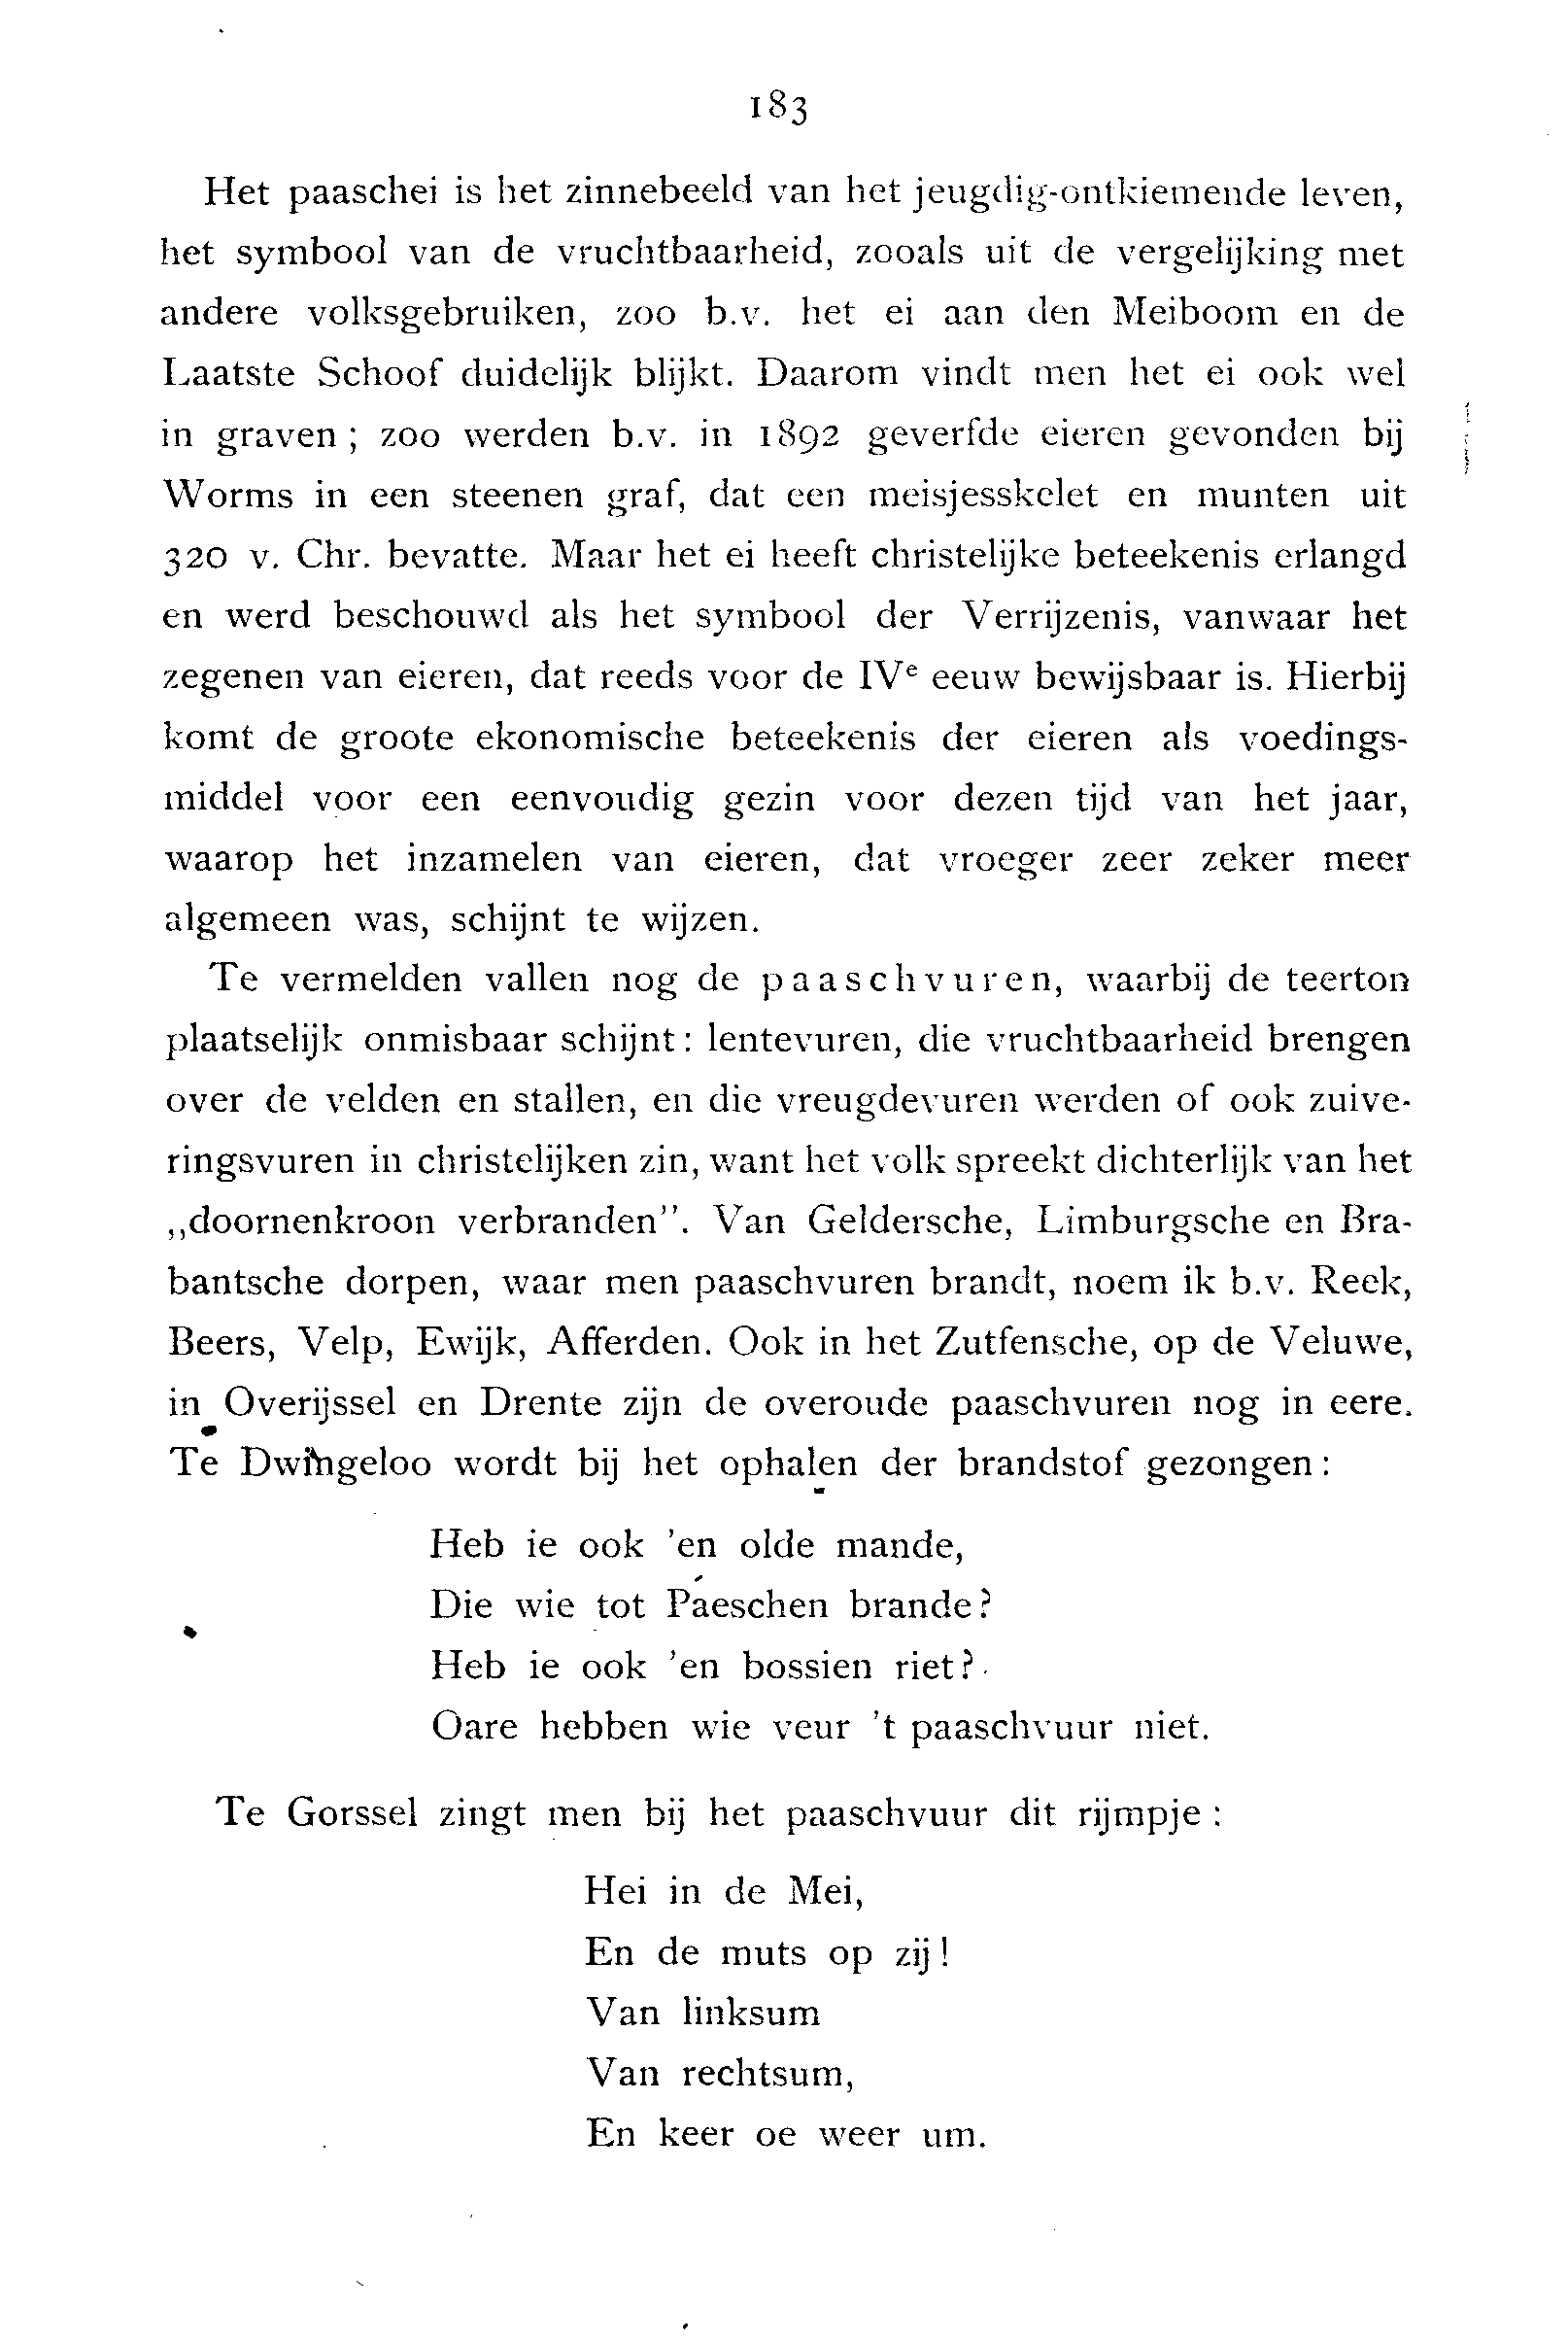 183
Het paaschei is het zinnebeeld van het jeugdig-ontkiemende leven,
het symbool van de vruchtbaarheid, zooals uit de vergelijking met
andere volksgebruiken, zoo b.v. het ei aan den Meiboom en de
Laatste Schoof duidelijk blijkt. Daarom vindt men het ei ook wel
in graven; zoo werden b.v. in 1892 geverfde eieren gevonden bij
Worms in een steenen graf, dat een meisjesskelet en munten uit
320 v. Chr. bevatte. Maar het ei heeft christelijke beteekenis erlangd
en werd beschouwd als het symbool der Verrijzenis, vanwaar het
zegenen van eieren, dat reeds voor de IVe eeuw bewijsbaar is. Hierbij
komt de groote ekonomische beteekenis der eieren als voedings-
middel voor een eenvoudig gezin voor dezen tijd van het jaar,
waarop het inzamelen van eieren, dat vroeger zeer zeker meer
algemeen was, schijnt te wijzen.
Te vermelden vallen nog de paaschvuren, waarbij de teerton
plaatselijk onmisbaar schijnt: lentevuren, die vruchtbaarheid brengen
over de velden en stallen, en die vreugdevuren werden of ook zuive-
ringsvuren in christelijken zin, want het volk spreekt dichterlijk van het
„doornenkroon verbranden”. Van Geldersche, Limburgsche en Bra-
bantsche dorpen, waar men paaschvuren brandt, noem ik b.v. Reek,
Beers, Velp, Ewijk, Afferden. Ook in het Zutfensche, op de Veluwe,
in Overijssel en Drente zijn de overoude paaschvuren nog in eere.
Te Dwingeloo wordt bij het ophalen der brandstof gezongen:
Heb ie ook 'en olde mande,
Die wie tot Paeschen brande?
Heb ie ook 'en bossien riet?
Oare hebben wie veur 't paaschvuur niet.
Te Gorssel zingt men bij het paaschvuur dit rijmpje:
Hei in de Mei,
En de muts op zij!
Van linksum
Van rechtsum,
En keer oe weer um.